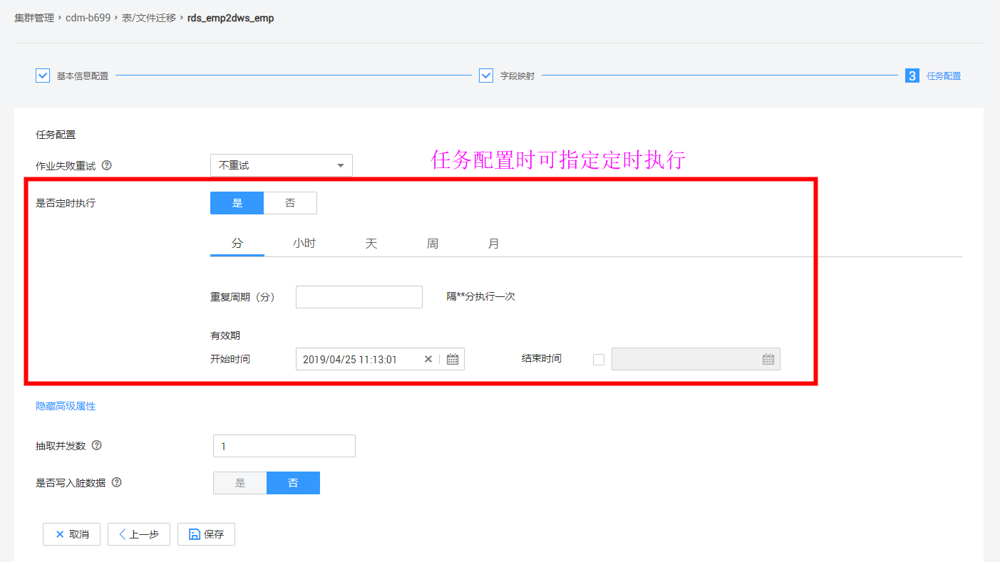 集群管理 › cdm-b699 › 表/文件迁移 › rds_emp2dws_emp
基本信息配置 字段映射 3 任务配置
任务配置
作业失败重试 ? 不重试 任务配置时可指定定时执行
是否定时执行 是 否
分 小时 天 周 月
重复周期（分） 隔**分执行一次
有效期
开始时间 2019/04/25 11:13:01 结束时间
隐藏高级属性
抽取并发数 ? 1
是否写入脏数据 ? 是 否
取消 上一步 保存